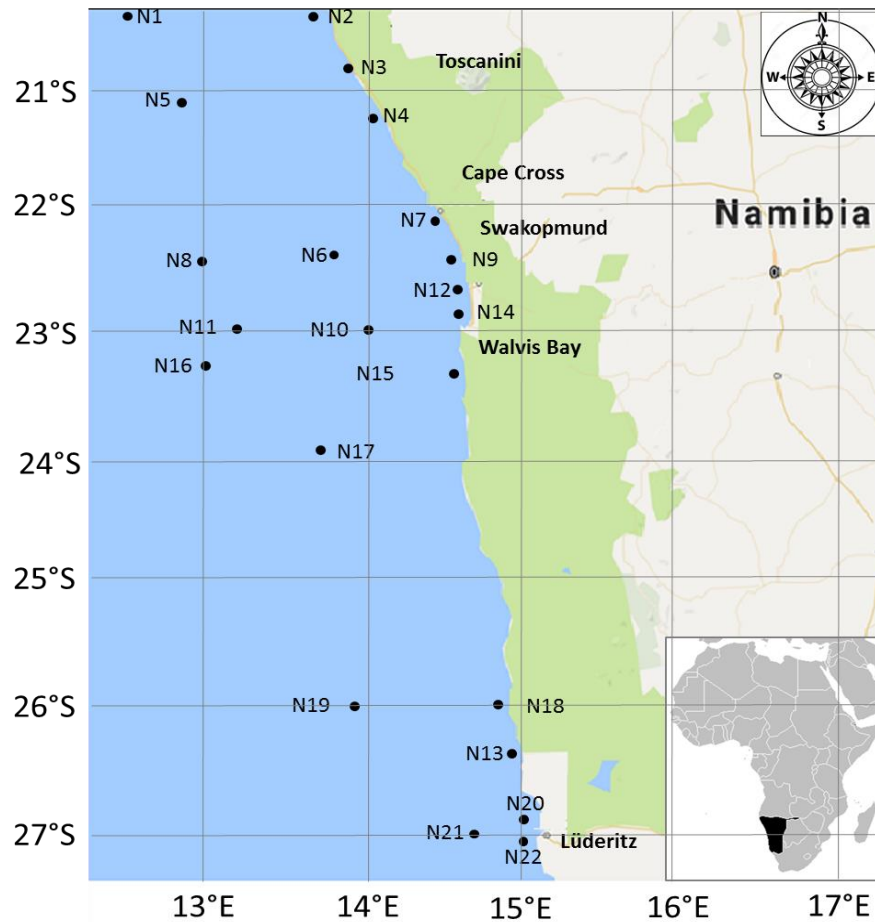 N1
N2
N
N3
Toscanini
W
E
21°S
N5
N4
S
Cape Cross
22°S
N7
Swakopmund
Namibia
N8
N6
N9
N12
N14
23°S
N11
N10
Walvis Bay
N16
N15
24°S
N17
25°S
26°S
N19
N18
N13
N20
27°S
N21
Lüderitz
N22
13°E
14°E
15°E
16°E
17°E